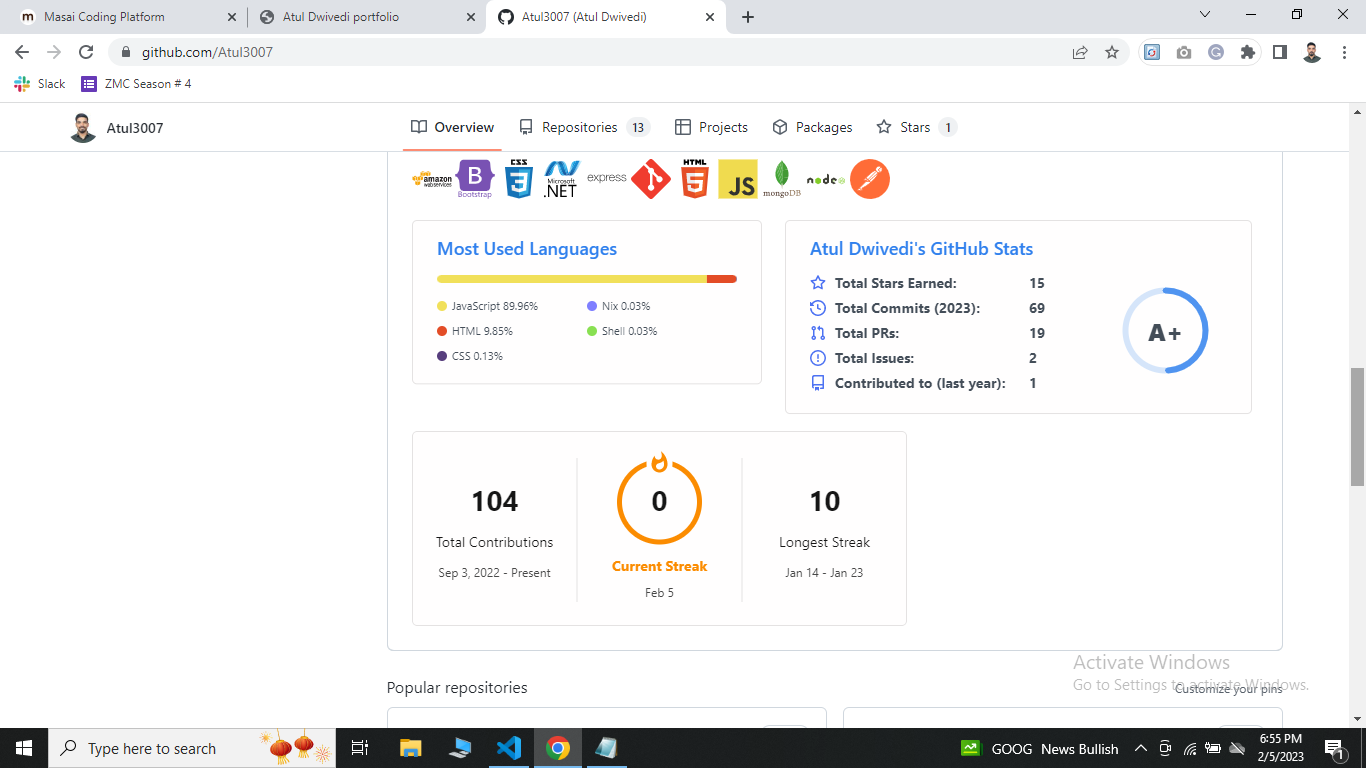 Masai Coding Platform
Atul Dwivedi portfolio
Atul3007 (Atul Dwivedi)
github.com/Atul3007
Slack
ZMC Season # 4
Atul3007
Overview
Repositories 13
Projects
Packages
Stars 1
amazon
webservices
B
Bootstrap
CSS
3
Microsoft
.NET
express
HTML
5
JS
mongoDB
node
JS
Most Used Languages
JavaScript 89.96%
Nix 0.03%
HTML 9.85%
Shell 0.03%
CSS 0.13%
Atul Dwivedi's GitHub Stats
Total Stars Earned: 15
Total Commits (2023): 69
Total PRs: 19
Total Issues: 2
Contributed to (last year): 1
A+
104
Total Contributions
Sep 3, 2022 - Present
0
Current Streak
Feb 5
10
Longest Streak
Jan 14 - Jan 23
Activate Windows
Go to Settings to activate Windows.
Popular repositories
Customize your pins
Type here to search
GOOG News Bullish
6:55 PM
2/5/2023
1